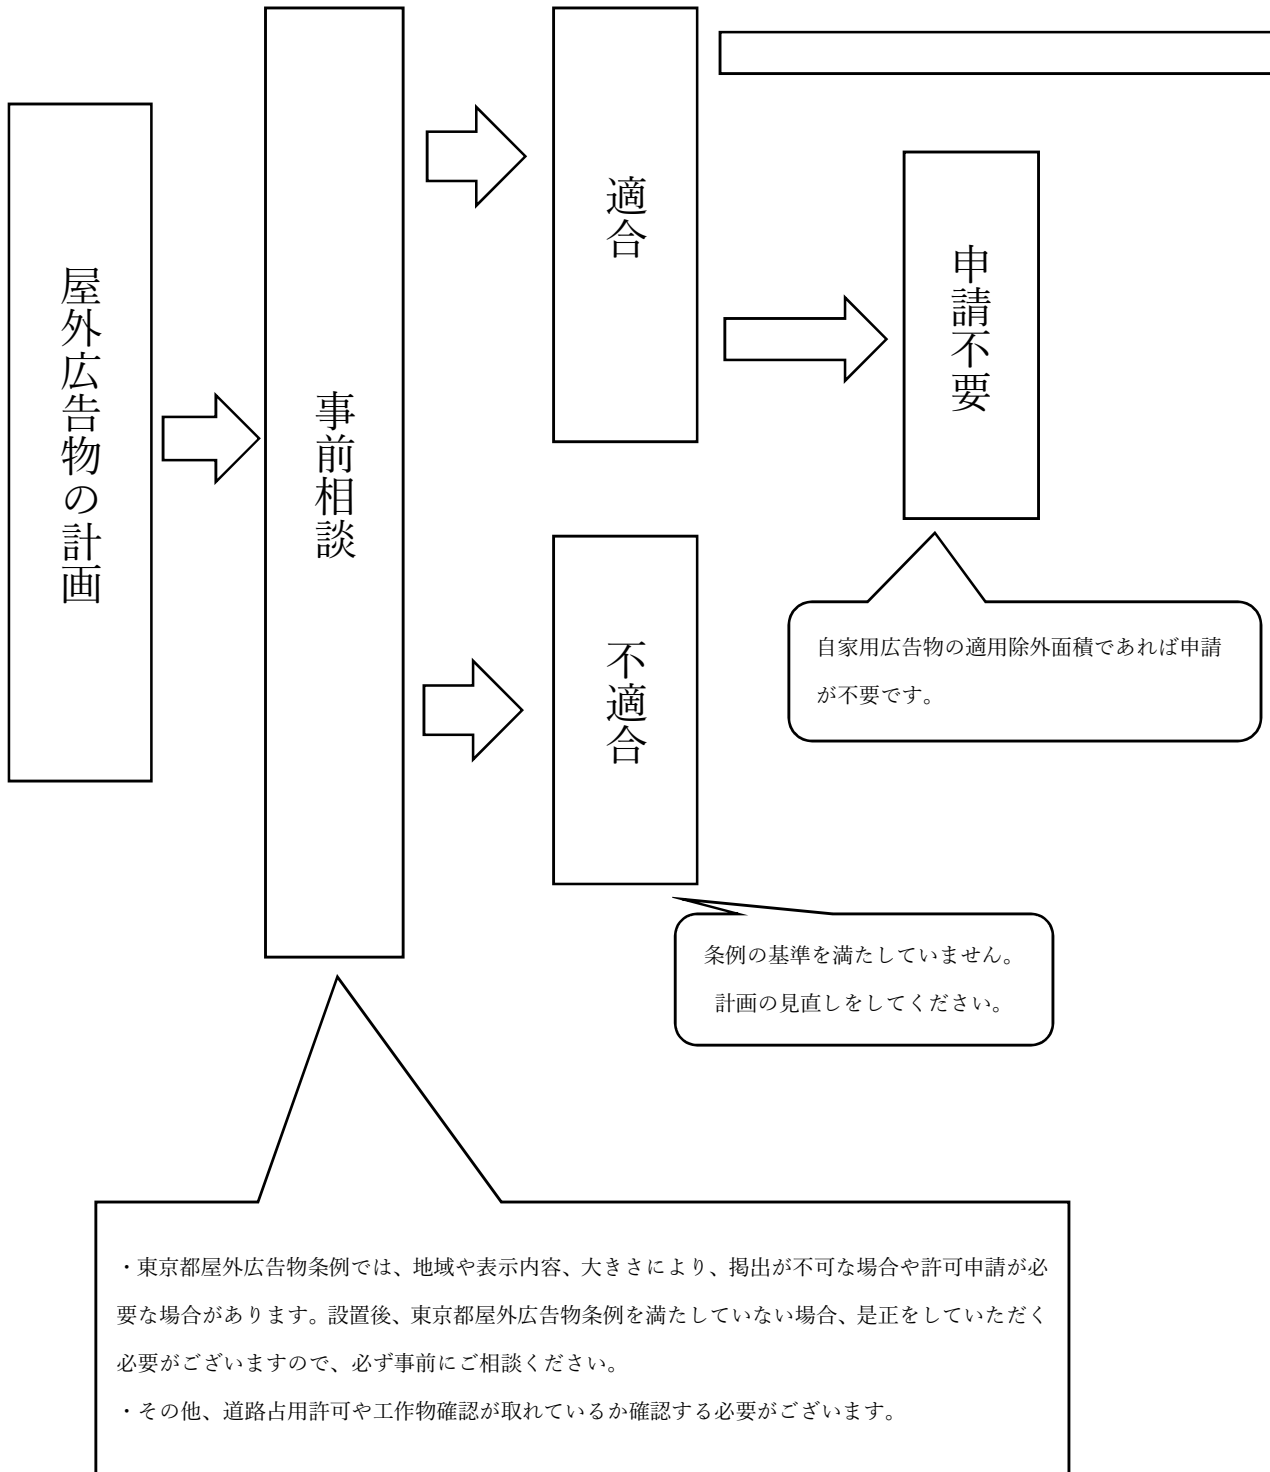 屋外広告物の計画
事前相談
適合
申請不要
自家用広告物の適用除外面積であれば申請
が不要です。
不適合
条例の基準を満たしていません。
計画の見直しをしてください。
・東京都屋外広告物条例では、地域や表示内容、大きさにより、掲出が不可な場合や許可申請が必
要な場合があります。設置後、東京都屋外広告物条例を満たしていない場合、是正をしていただく
必要がございますので、必ず事前にご相談ください。
・その他、道路占用許可や工作物確認が取れているか確認する必要がございます。